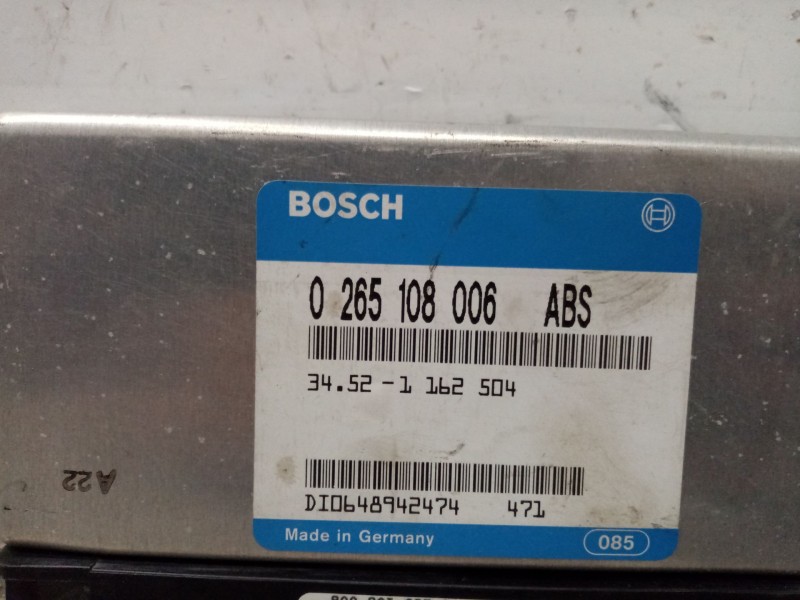 BOSCH
0 265 108 006 ABS
34.52-1 162 504
A22
DI0648942474 471
Made in Germany
085